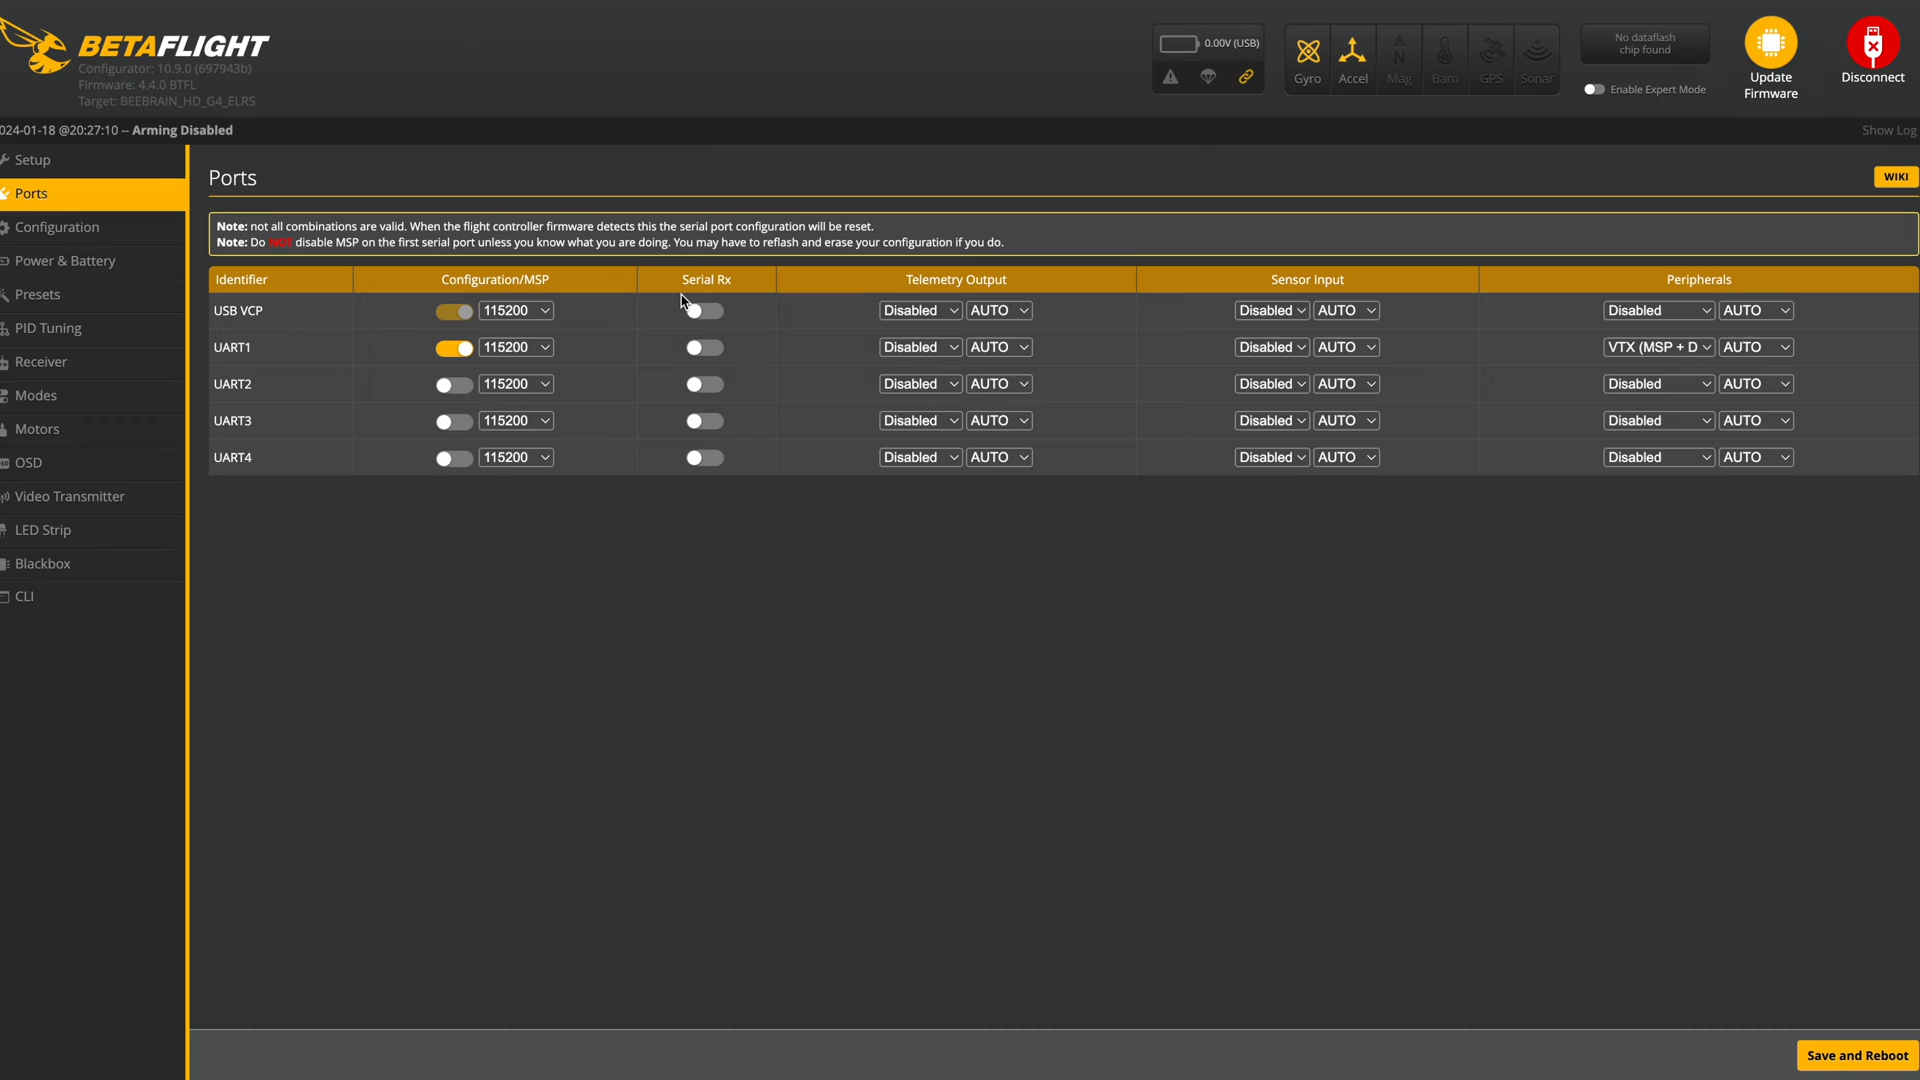 BETAFLIGHT
Configurator: 10.9.0 (697943b)
Firmware: 4.4.0 BTFL
Target: BEEBRAIN_HD_G4_ELRS
0.00V (USB)
Gyro
Accel
Mag
Baro
GPS
Sonar
No dataflash
chip found
Enable Expert Mode
Update
Firmware
Disconnect
024-01-18 @20:27:10 -- Arming Disabled
Show Log
Setup
Ports
Configuration
Power & Battery
Presets
PID Tuning
Receiver
Modes
Motors
OSD
Video Transmitter
LED Strip
Blackbox
CLI
Ports
WIKI
Note: not all combinations are valid. When the flight controller firmware detects this the serial port configuration will be reset.
Note: Do NOT disable MSP on the first serial port unless you know what you are doing. You may have to reflash and erase your configuration if you do.
Identifier Configuration/MSP Serial Rx Telemetry Output Sensor Input Peripherals
USB VCP 115200 Disabled AUTO Disabled AUTO Disabled AUTO
UART1 115200 Disabled AUTO Disabled AUTO VTX (MSP + D AUTO
UART2 115200 Disabled AUTO Disabled AUTO Disabled AUTO
UART3 115200 Disabled AUTO Disabled AUTO Disabled AUTO
UART4 115200 Disabled AUTO Disabled AUTO Disabled AUTO
Save and Reboot